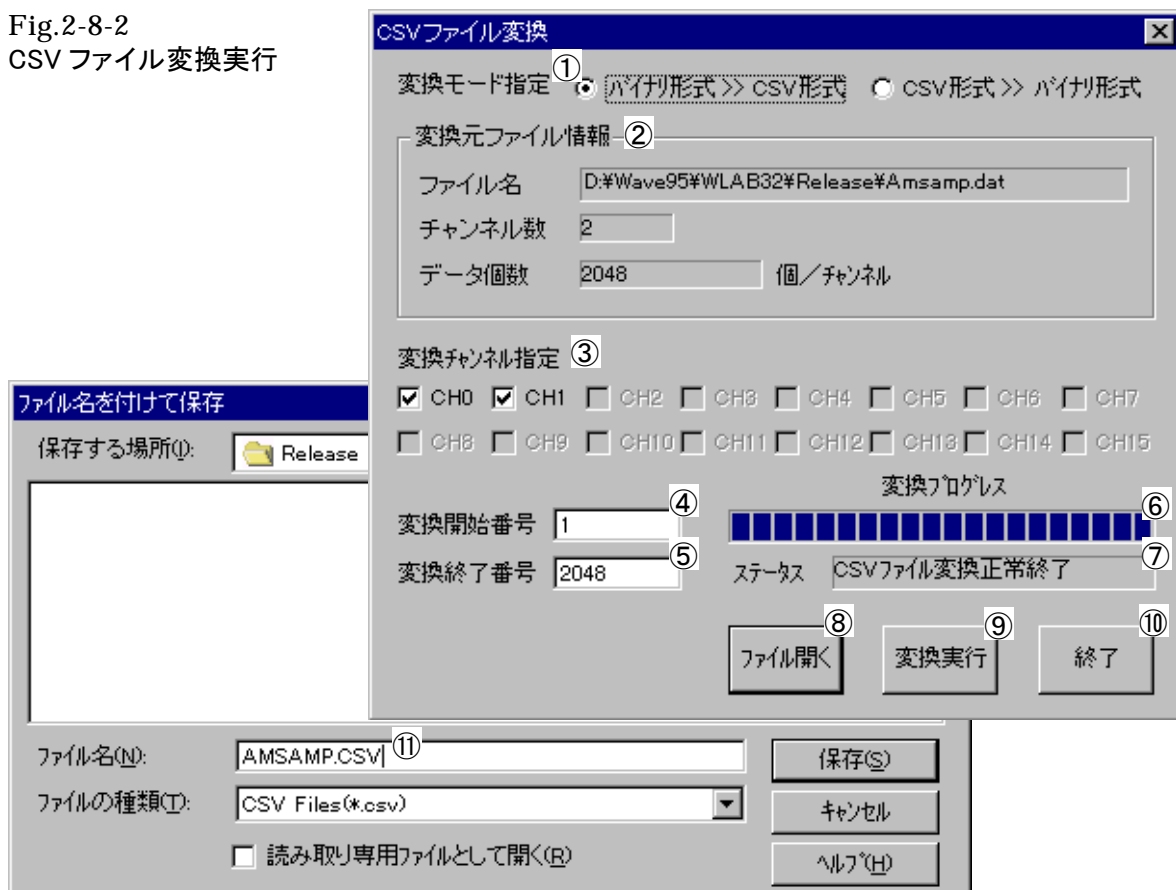 Fig.2-8-2
CSV ファイル変換実行
CSVファイル変換
変換モード指定 ① ﾊﾞｲﾅﾘ形式 >> CSV形式 CSV形式 >> ﾊﾞｲﾅﾘ形式
変換元ファイル情報 ②
ファイル名 D:¥Wave95¥WLAB32¥Release¥Amsamp.dat
チャンネル数 2
データ個数 2048 個／ﾁｬﾝﾈﾙ
変換ﾁｬﾝﾈﾙ指定 ③
CH0 CH1 CH2 CH3 CH4 CH5 CH6 CH7
CH8 CH9 CH10 CH11 CH12 CH13 CH14 CH15
変換ﾌﾟﾛｸﾞﾚｽ
変換開始番号 1 ④ ⑥
変換終了番号 2048 ⑤ ｽﾃｰﾀｽ CSVﾌｧｲﾙ変換正常終了 ⑦
ﾌｧｲﾙ開く ⑧ 変換実行 ⑨ 終了 ⑩
ﾌｧｲﾙ名を付けて保存
保存する場所(I): Release
ﾌｧｲﾙ名(N): AMSAMP.CSV ⑪ 保存(S)
ﾌｧｲﾙの種類(T): CSV Files(*.csv) ｷｬﾝｾﾙ
読み取り専用ﾌｧｲﾙとして開く(R) ﾍﾙﾌﾟ(H)